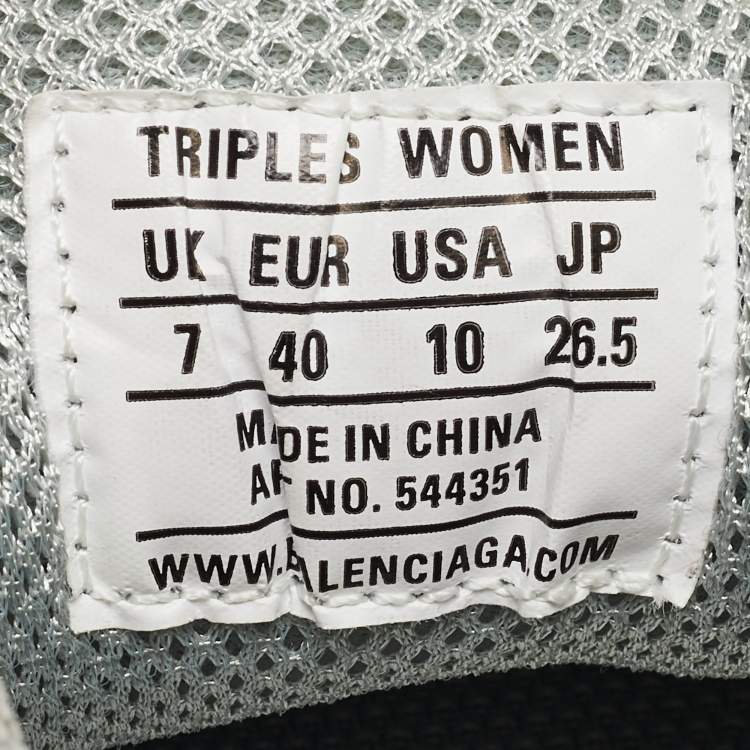 TRIPLES WOMEN
UK EUR USA JP
7 40 10 26.5
MADE IN CHINA
ART NO. 544351
WWW.BALENCIAGA.COM